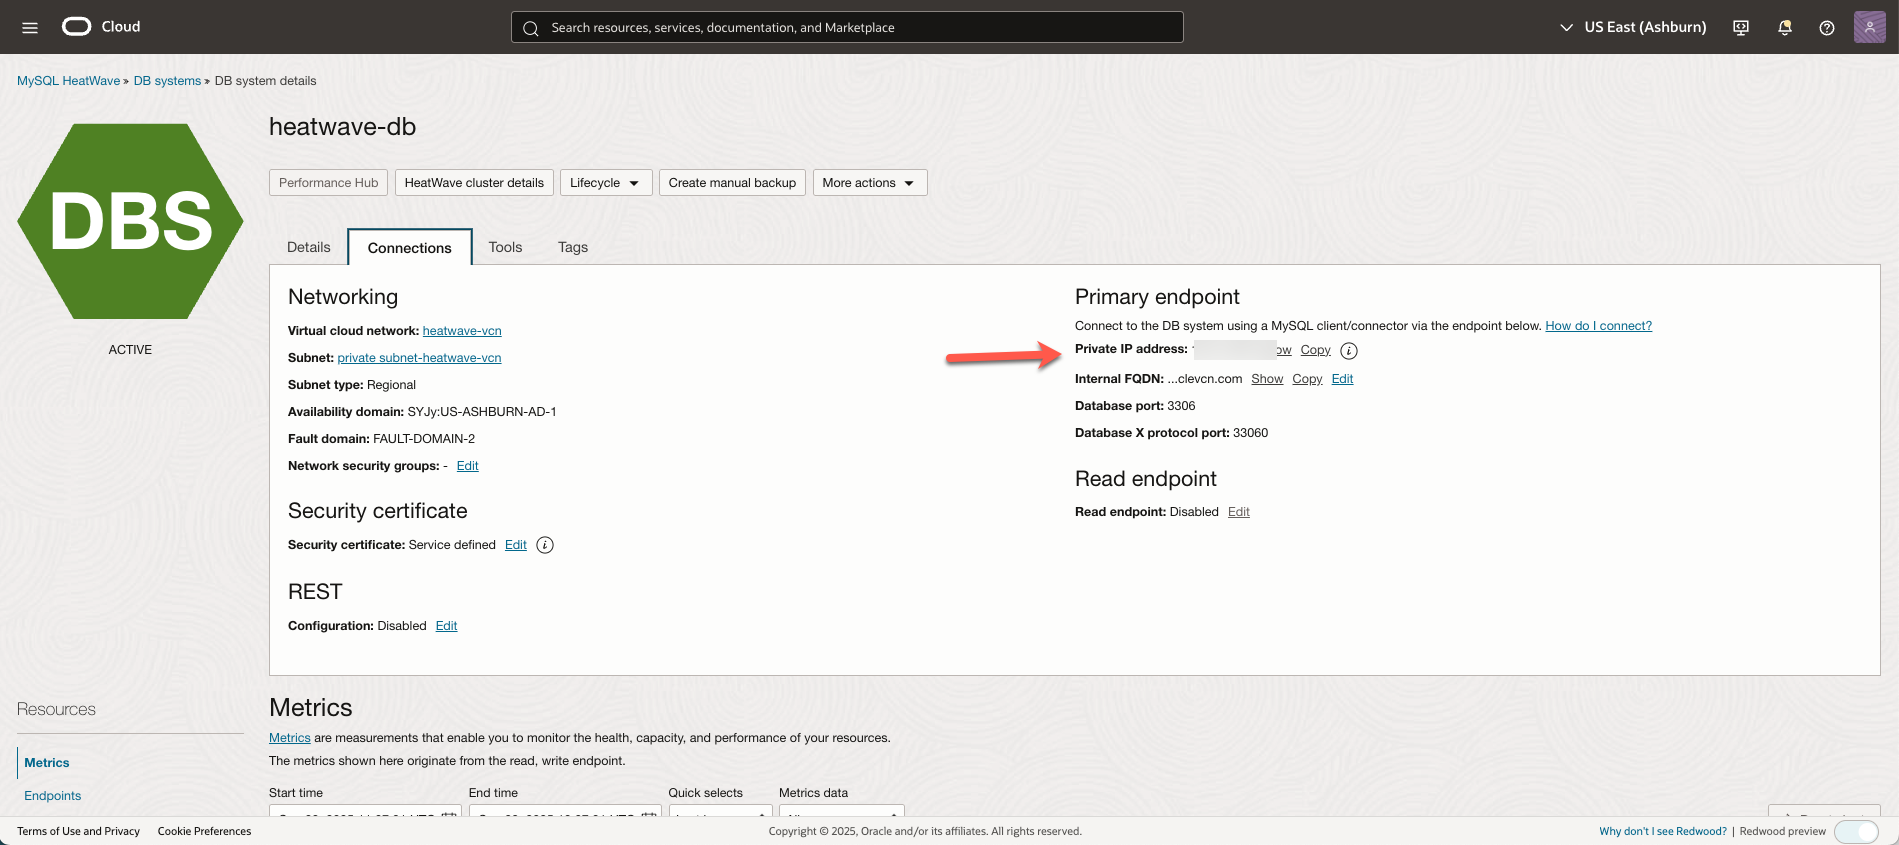 Cloud
Search resources, services, documentation, and Marketplace
US East (Ashburn)
MySQL HeatWave » DB systems » DB system details
DBS
ACTIVE
heatwave-db
Performance Hub
HeatWave cluster details
Lifecycle
Create manual backup
More actions
Details
Connections
Tools
Tags
Networking
Virtual cloud network: heatwave-vcn
Subnet: private subnet-heatwave-vcn
Subnet type: Regional
Availability domain: SYJy:US-ASHBURN-AD-1
Fault domain: FAULT-DOMAIN-2
Network security groups: - Edit
Security certificate
Security certificate: Service defined Edit
REST
Configuration: Disabled Edit
Primary endpoint
Connect to the DB system using a MySQL client/connector via the endpoint below. How do I connect?
Private IP address: Copy
Internal FQDN: ...clevcn.com Show Copy Edit
Database port: 3306
Database X protocol port: 33060
Read endpoint
Read endpoint: Disabled Edit
Resources
Metrics
Endpoints
Metrics
Metrics are measurements that enable you to monitor the health, capacity, and performance of your resources.
The metrics shown here originate from the read, write endpoint.
Start time
End time
Quick selects
Metrics data
Terms of Use and Privacy
Cookie Preferences
Copyright © 2025, Oracle and/or its affiliates. All rights reserved.
Why don't I see Redwood? | Redwood preview